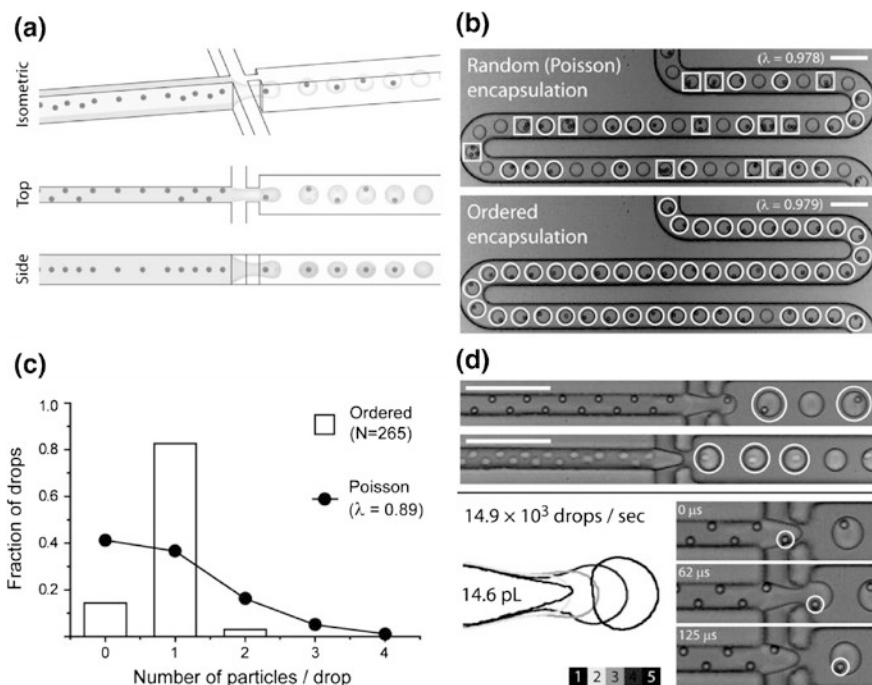 (a)
Isometric
Top
Side
(b)
Random (Poisson)
encapsulation
(λ = 0.978)
Ordered
encapsulation
(λ = 0.979)
(c)
Fraction of drops
1.0
0.8
0.6
0.4
0.2
0 1 2 3 4
Number of particles / drop
Ordered
(N=265)
Poisson
(λ = 0.89)
(d)
14.9 × 10³ drops / sec
14.6 pL
1 2 3 4 5
0 µs
62 µs
125 µs